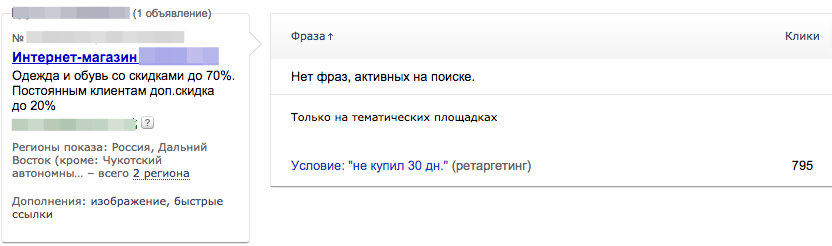 (1 объявление)
№
Интернет-магазин
Одежда и обувь со скидками до 70%.
Постоянным клиентам доп.скидка
до 20%
?
Регионы показа: Россия, Дальний
Восток (кроме: Чукотский
автономны... – всего 2 региона
Дополнения: изображение, быстрые
ссылки
Фраза↑ Клики
Нет фраз, активных на поиске.
Только на тематических площадках
Условие: "не купил 30 дн." (ретаргетинг) 795